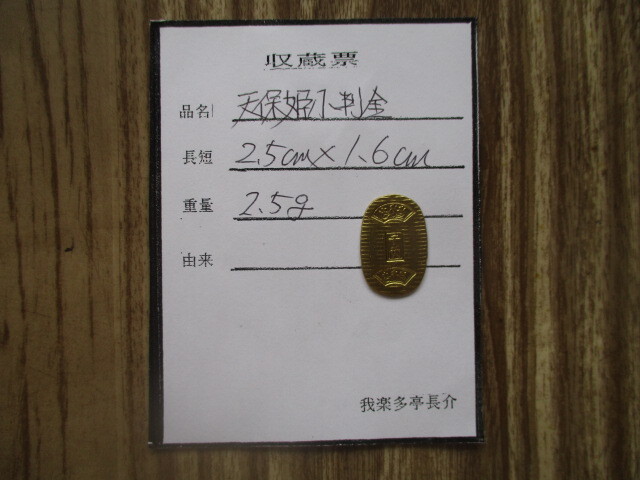 収蔵票
品名 天保姫小判金
長短 2.5cm×1.6cm
重量 2.5g
由来
我楽多亭長介